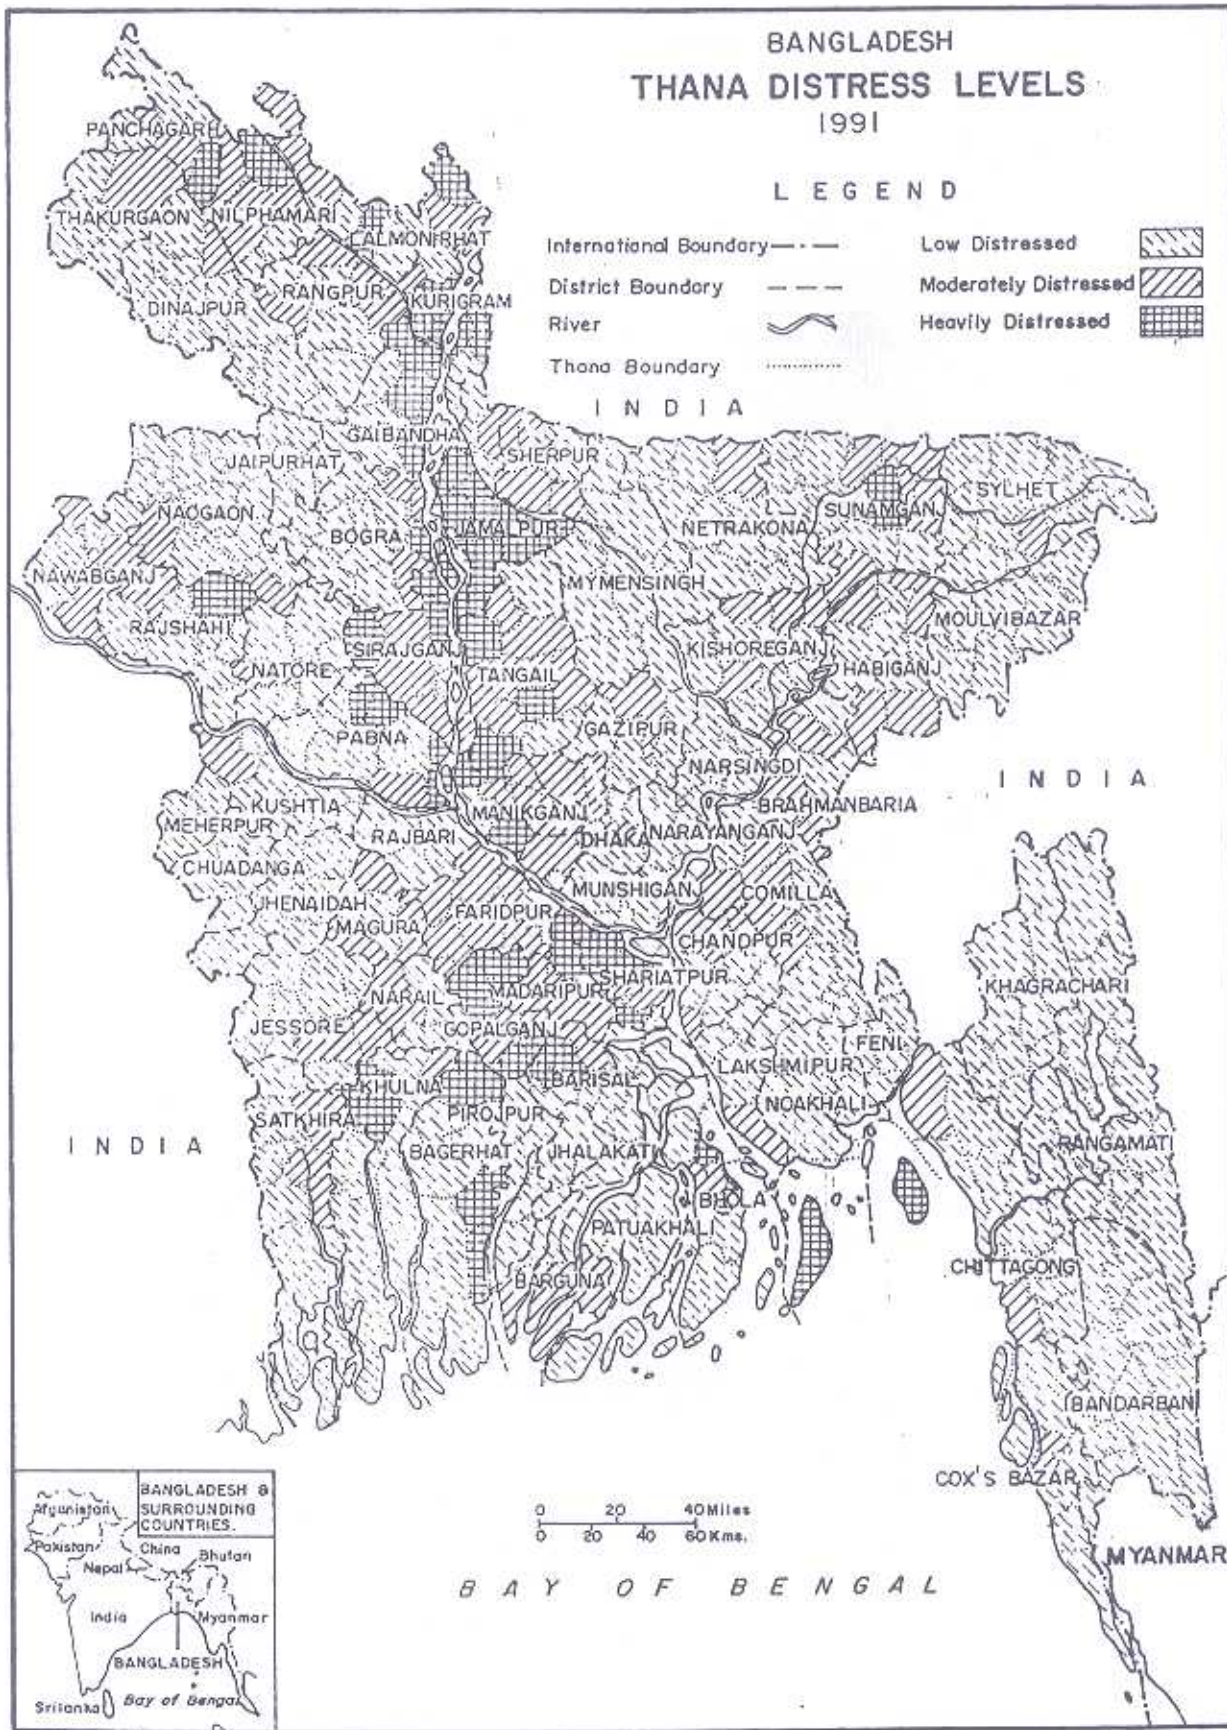 BANGLADESH
THANA DISTRESS LEVELS
1991
LEGEND
International Boundary
Low Distressed
District Boundary
Moderately Distressed
River
Heavily Distressed
Thana Boundary
INDIA
PANCHAGARH
THAKURGAON
NILPHAMARI
LALMONIRHAT
DINAJPUR
RANGPUR
KURIGRAM
GAIBANDHA
JAIPURHAT
SHERPUR
SYLHET
NAOGAON
BOGRA
JAMALPUR
NETRAKONA
SUNAMGANJ
NAWABGANJ
MYMENSINGH
RAJSHAHI
MOULVIBAZAR
SIRAJGANJ
KISHOREGANJ
NATORE
TANGAIL
HABIGANJ
PABNA
GAZIPUR
NARSINGDI
INDIA
KUSHTIA
MANIKGANJ
BRAHMANBARIA
MEHERPUR
RAJBARI
DHAKA
NARAYANGANJ
CHUADANGA
MUNSHIGANJ
COMILLA
JHENAIDAH
MAGURA
FARIDPUR
CHANDPUR
SHARIATPUR
NARAIL
MADARIPUR
KHAGRACHARI
JESSORE
GOPALGANJ
FENI
LAKSHMIPUR
KHULNA
BARISAL
SATKHIRA
PIROJPUR
NOAKHALI
INDIA
BAGERHAT
JHALAKATI
RANGAMATI
BHOLA
PATUAKHALI
BARGUNA
CHITTAGONG
BANDARBAN
COX'S BAZAR
MYANMAR
0 20 40 Miles
0 20 40 60 Kms.
BAY OF BENGAL
BANGLADESH &
SURROUNDING
COUNTRIES.
Afganistan
Pakistan
China
Nepal
Bhutan
India
Myanmar
BANGLADESH
Bay of Bengal
Srilanka